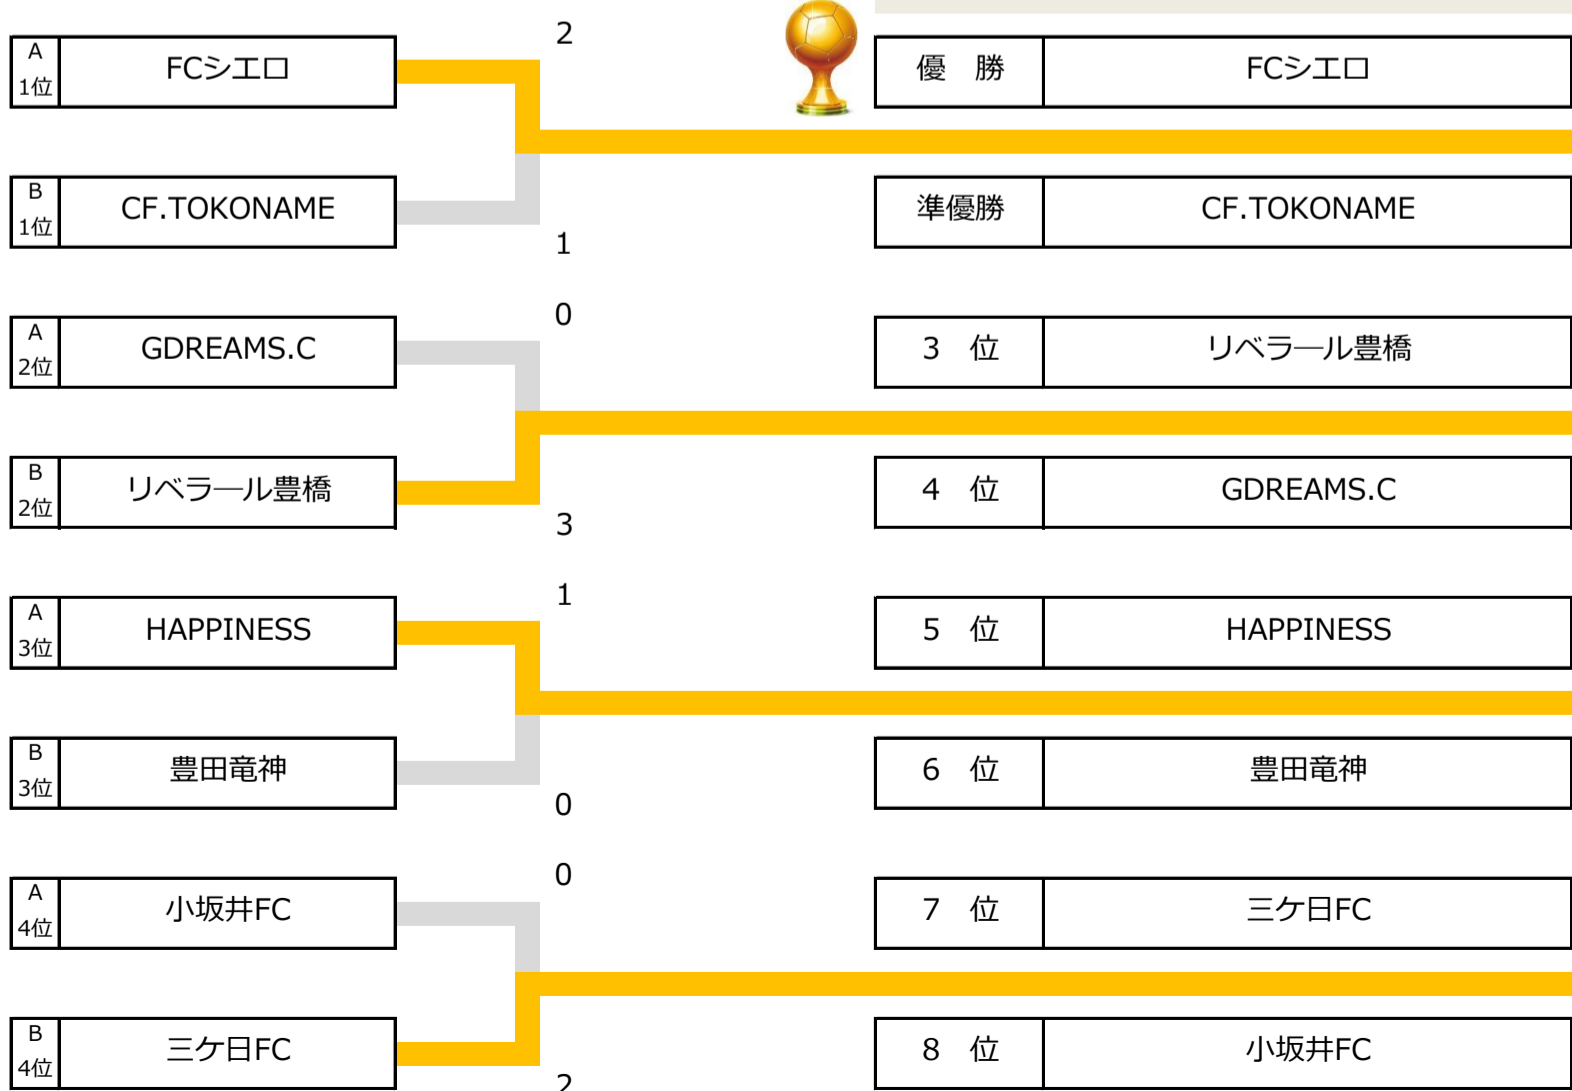 2
A
1位
FCシエロ
優　勝
FCシエロ
B
1位
CF.TOKONAME
準優勝
CF.TOKONAME
1
0
A
2位
GDREAMS.C
3　位
リベラ―ル豊橋
B
2位
リベラ―ル豊橋
4　位
GDREAMS.C
3
1
A
3位
HAPPINESS
5　位
HAPPINESS
B
3位
豊田竜神
6　位
豊田竜神
0
0
A
4位
小坂井FC
7　位
三ケ日FC
B
4位
三ケ日FC
8　位
小坂井FC
2